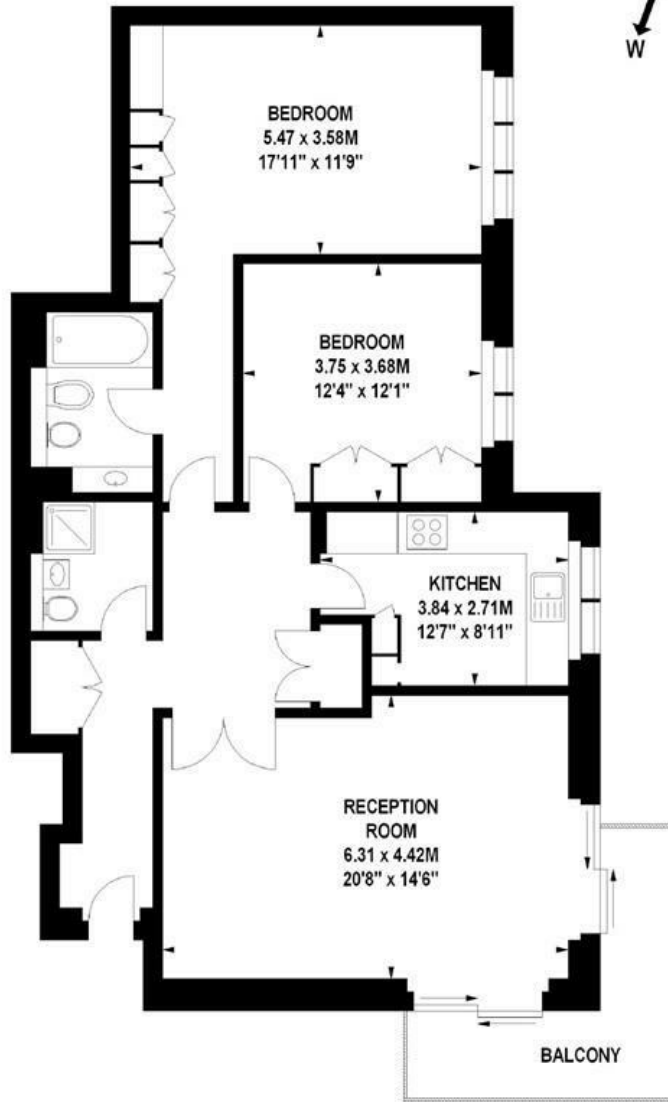 W
BEDROOM
5.47 x 3.58M
17'11" x 11'9"
BEDROOM
3.75 x 3.68M
12'4" x 12'1"
KITCHEN
3.84 x 2.71M
12'7" x 8'11"
RECEPTION
ROOM
6.31 x 4.42M
20'8" x 14'6"
BALCONY